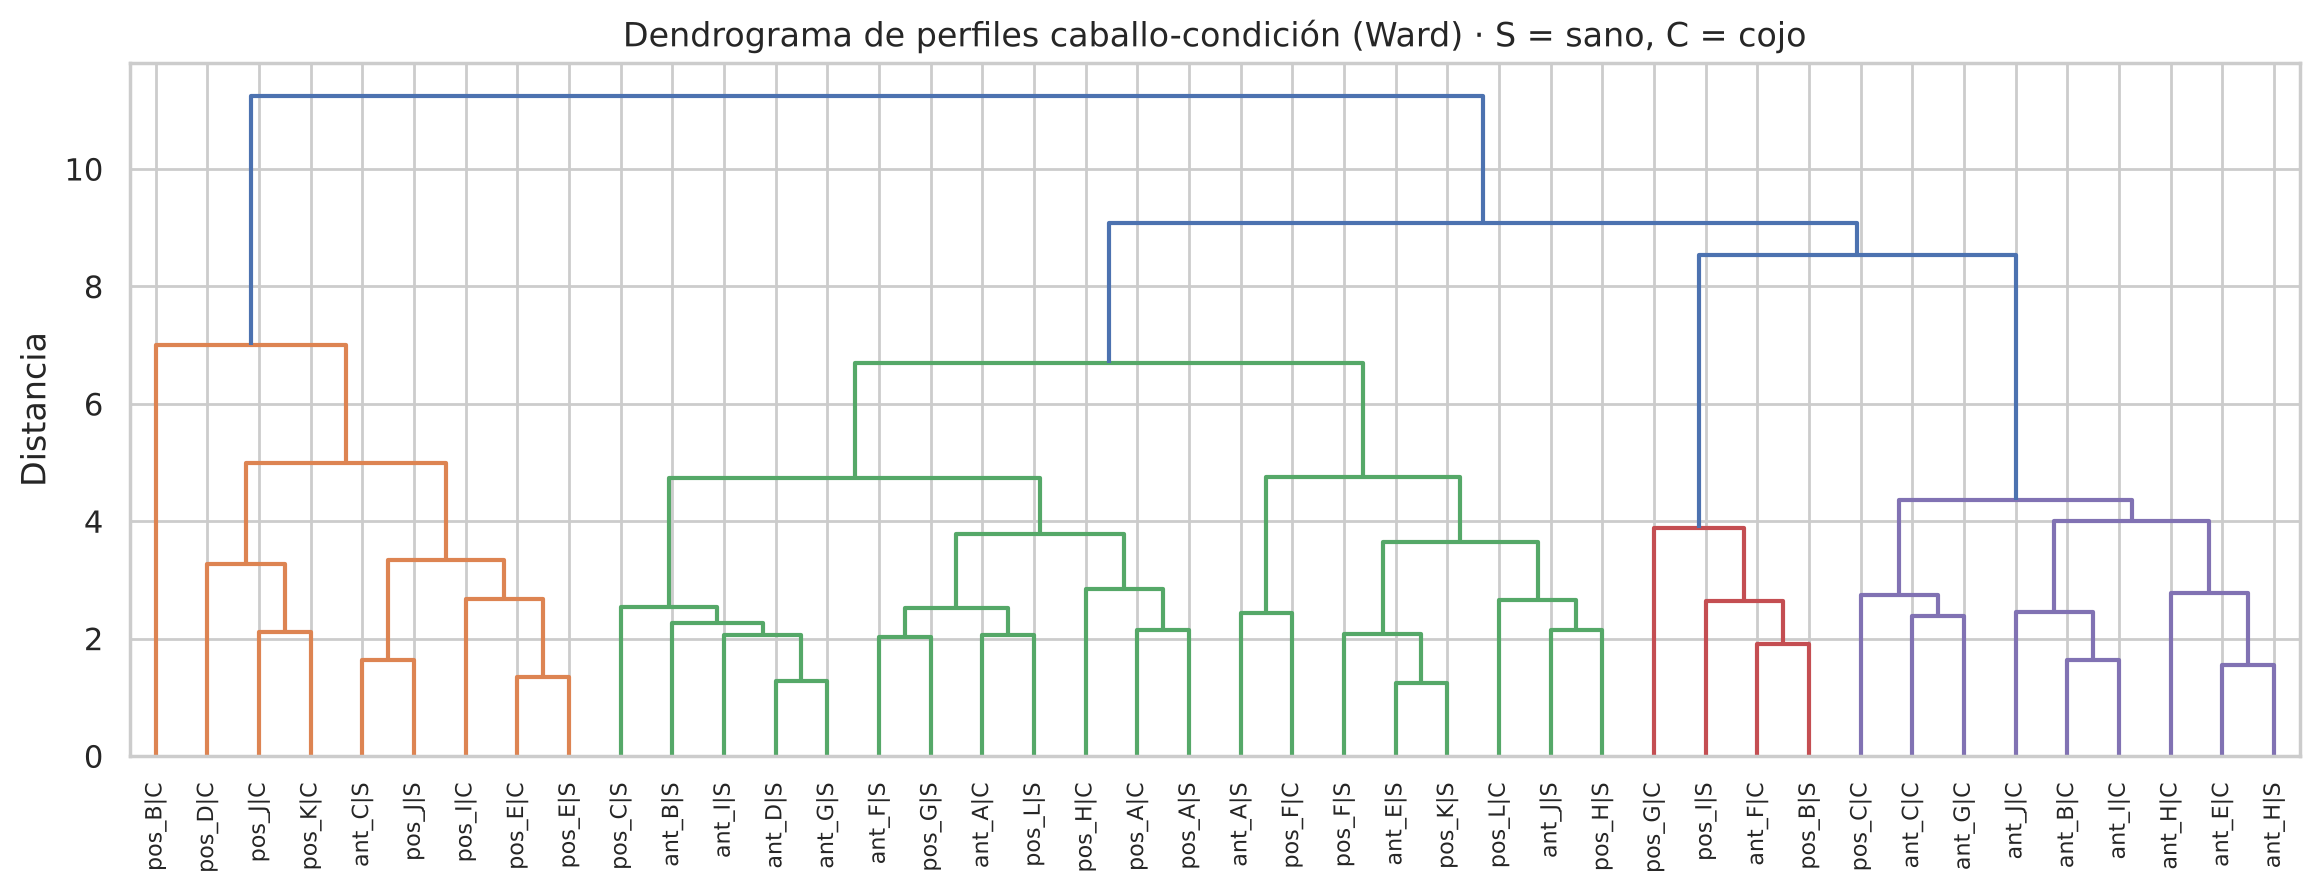 Dendrograma de perfiles caballo-condición (Ward) · S = sano, C = cojo
Distancia
10
8
6
4
2
0
pos_B|C
pos_D|C
pos_J|C
pos_K|C
ant_C|S
pos_J|S
pos_I|C
pos_E|C
pos_E|S
pos_C|S
ant_B|S
ant_I|S
ant_D|S
ant_G|S
ant_F|S
pos_G|S
ant_A|C
pos_L|S
pos_H|C
pos_A|C
pos_A|S
ant_A|S
pos_F|C
pos_F|S
ant_E|S
pos_K|S
pos_L|C
ant_J|S
pos_H|S
pos_G|C
pos_I|S
ant_F|C
pos_B|S
pos_C|C
ant_C|C
ant_G|C
ant_J|C
ant_B|C
ant_I|C
ant_H|C
ant_E|C
ant_H|S